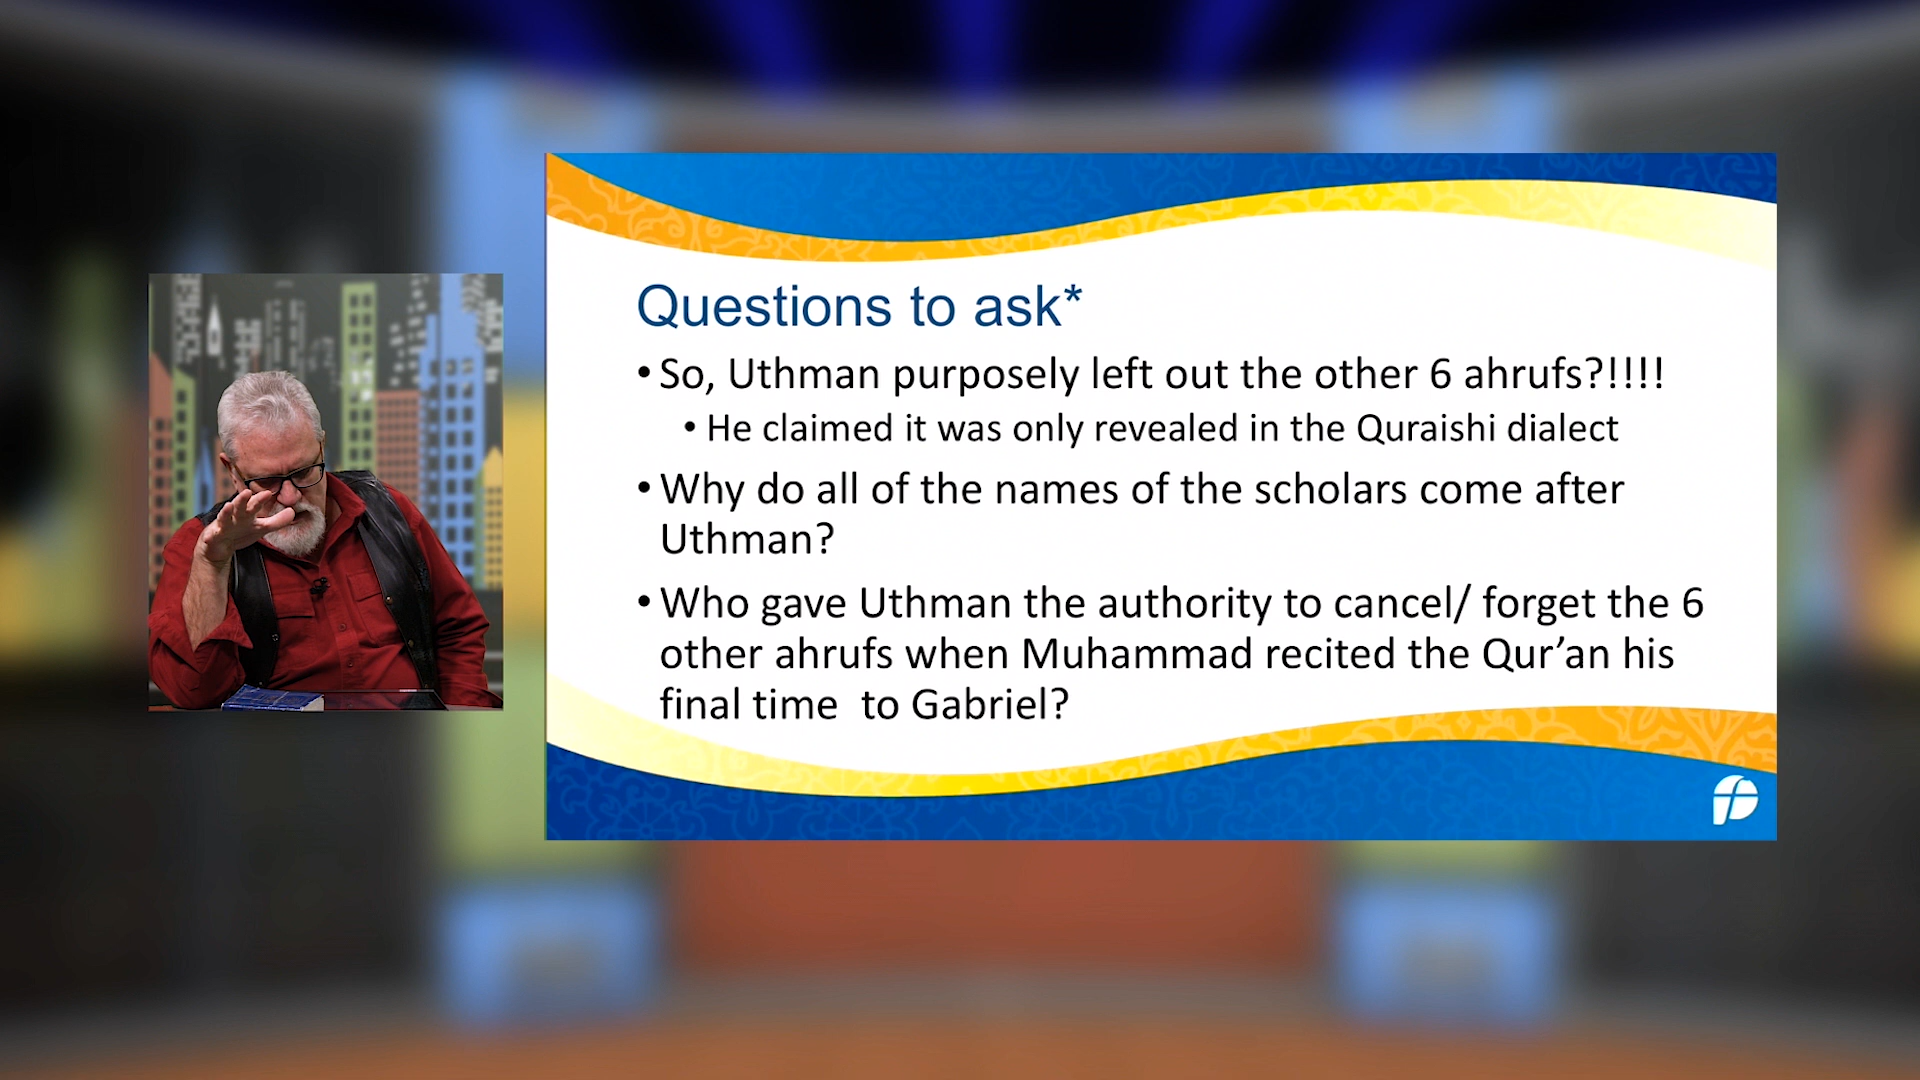 Questions to ask*
• So, Uthman purposely left out the other 6 ahrufs?!!!!
• He claimed it was only revealed in the Quraishi dialect
• Why do all of the names of the scholars come after
Uthman?
• Who gave Uthman the authority to cancel/ forget the 6
other ahrufs when Muhammad recited the Qur’an his
final time  to Gabriel?